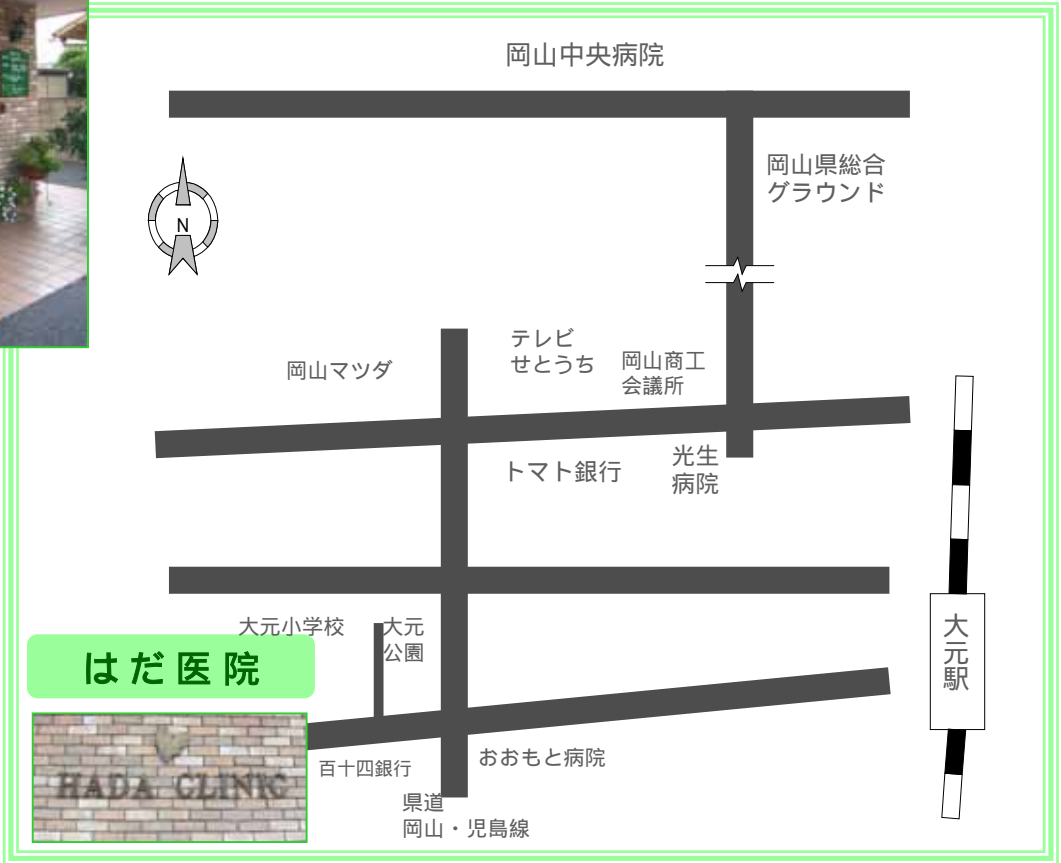 岡山中央病院
岡山県総合
グラウンド
N
テレビ
せとうち
岡山商工
会議所
岡山マツダ
トマト銀行
光生
病院
大元小学校
大元
公園
はだ医院
大元駅
HADA CLINIC
百十四銀行
おおもと病院
県道
岡山・児島線